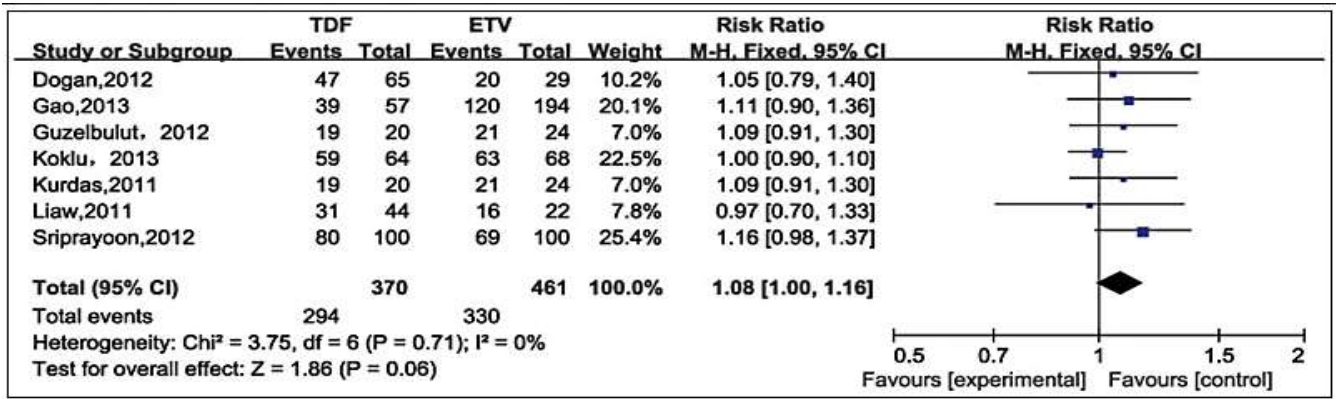 TDF ETV Risk Ratio Risk Ratio
Study or Subgroup Events Total Events Total Weight M-H, Fixed, 95% CI M-H, Fixed, 95% CI
Dogan,2012 47 65 20 29 10.2% 1.05 [0.79, 1.40]
Gao,2013 39 57 120 194 20.1% 1.11 [0.90, 1.36]
Guzelbulut，2012 19 20 21 24 7.0% 1.09 [0.91, 1.30]
Koklu，2013 59 64 63 68 22.5% 1.00 [0.90, 1.10]
Kurdas,2011 19 20 21 24 7.0% 1.09 [0.91, 1.30]
Liaw,2011 31 44 16 22 7.8% 0.97 [0.70, 1.33]
Sriprayoon,2012 80 100 69 100 25.4% 1.16 [0.98, 1.37]
Total (95% CI) 370 461 100.0% 1.08 [1.00, 1.16]
Total events 294 330
Heterogeneity: Chi² = 3.75, df = 6 (P = 0.71); I² = 0%
Test for overall effect: Z = 1.86 (P = 0.06)
0.5 0.7 1 1.5 2
Favours [experimental] Favours [control]